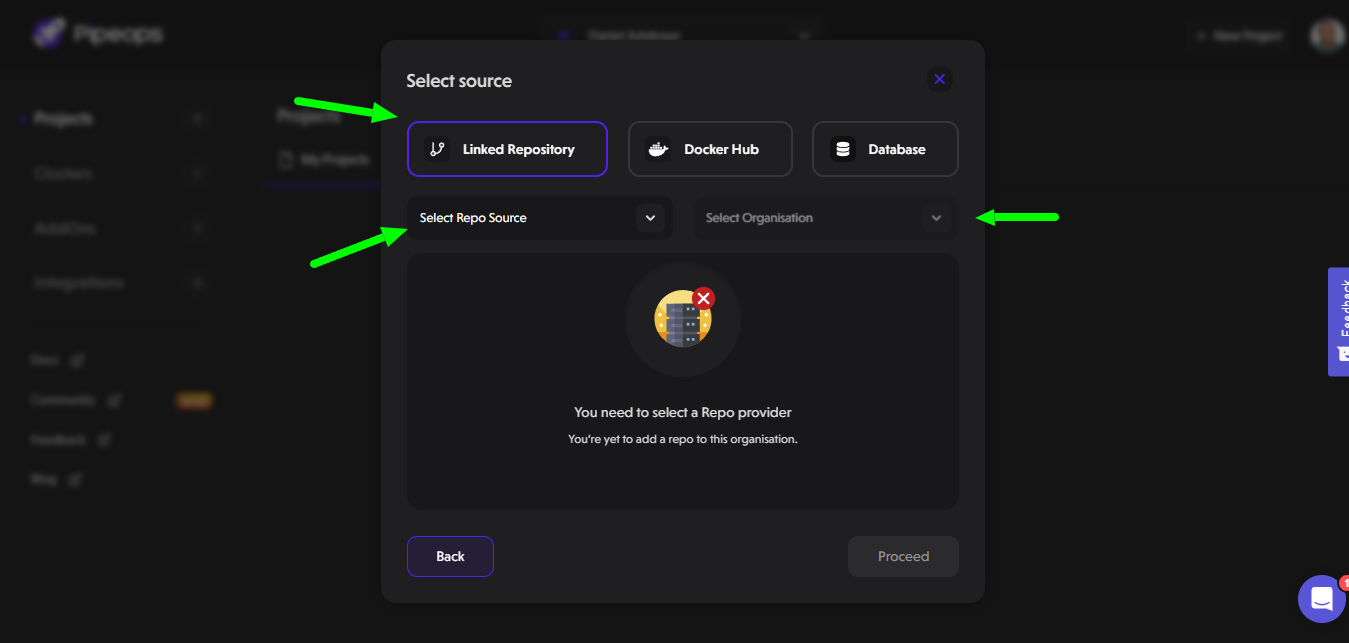 Pipeops
New Project
Select source
Projects
Projects
Linked Repository
Docker Hub
Database
My Projects
Clusters
Select Repo Source
Select Organisation
AddOns
Integrations
Feedback
Docs
Community
You need to select a Repo provider
Feedback
You're yet to add a repo to this organisation.
Blog
Back
Proceed
1